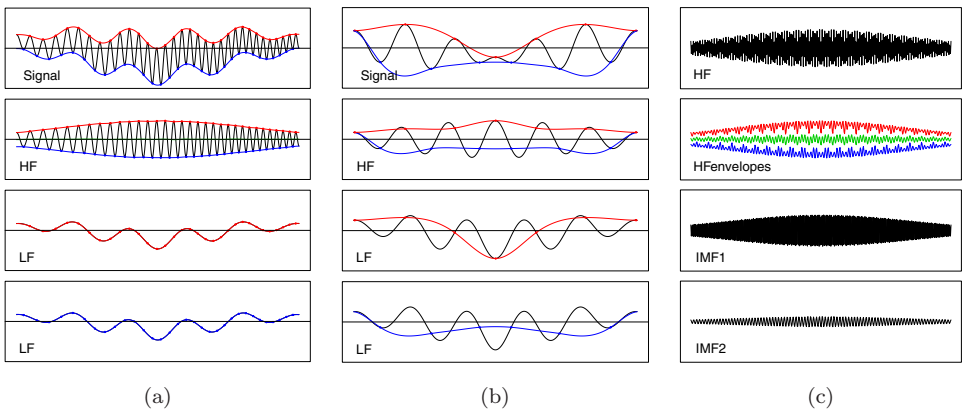 Signal
HF
LF
LF
(a)
Signal
HF
LF
LF
(b)
HF
HFenvelopes
IMF1
IMF2
(c)